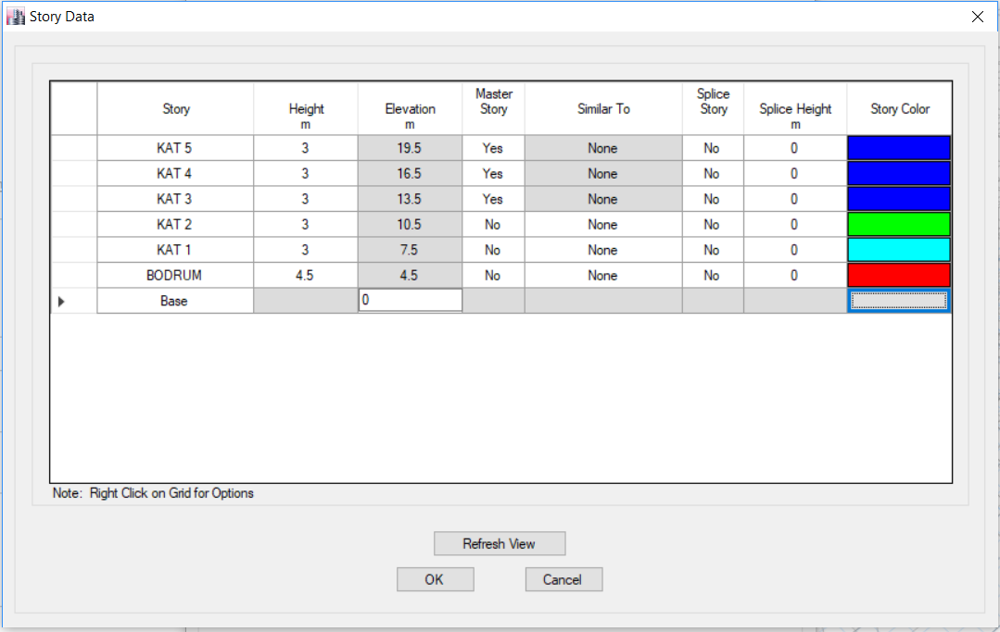 Story Data
Story Height m Elevation m Master Story Similar To Splice Story Splice Height m Story Color
KAT 5 3 19.5 Yes None No 0
KAT 4 3 16.5 Yes None No 0
KAT 3 3 13.5 Yes None No 0
KAT 2 3 10.5 No None No 0
KAT 1 3 7.5 No None No 0
BODRUM 4.5 4.5 No None No 0
Base 0
Note: Right Click on Grid for Options
Refresh View
OK Cancel